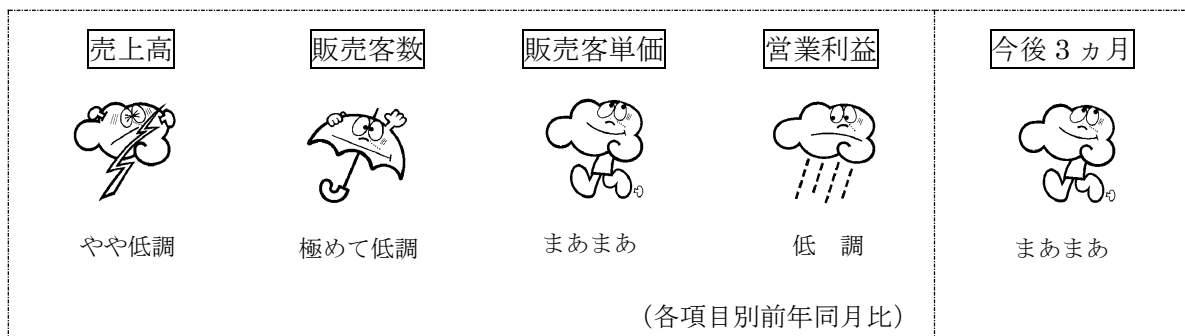 売上高 販売客数 販売客単価 営業利益 今後３ヵ月
やや低調 極めて低調 まあまあ 低　調 まあまあ
（各項目別前年同月比）